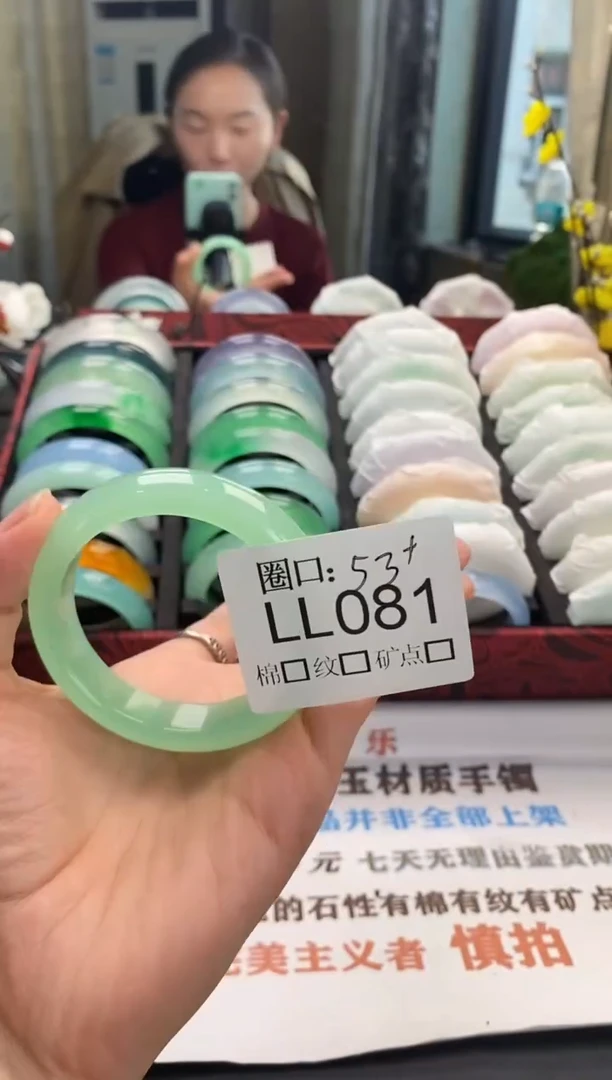 圈口: 53+
LL081
棉□ 纹□ 矿点□
乐
玉材质手镯
品并非全部上架
元 七天无理由鉴赏期
的石性有棉有纹有矿点
完美主义者 慎拍